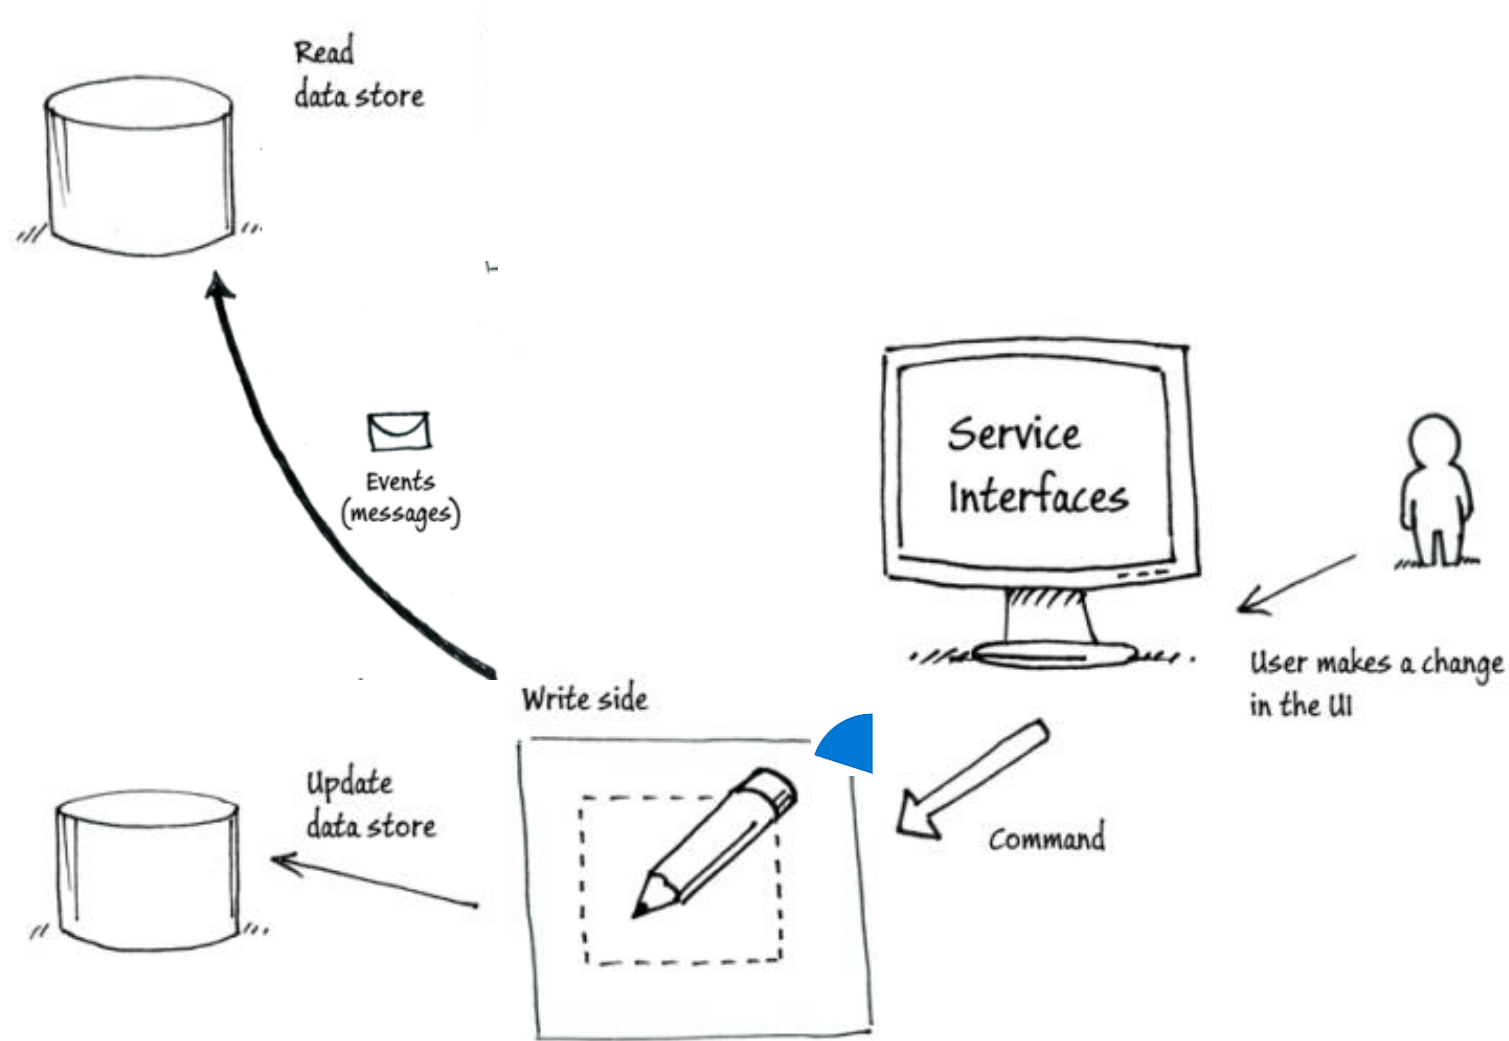 Read
data store
Events
(messages)
Service
Interfaces
User makes a change
in the UI
Write side
Update
data store
Command